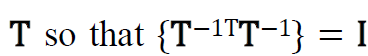 T so that {T⁻¹ᵀT⁻¹} = I